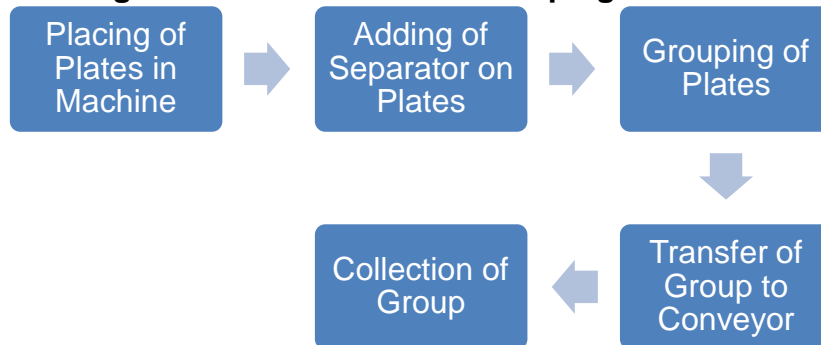 Placing of
Plates in
Machine
Adding of
Separator on
Plates
Grouping of
Plates
Transfer of
Group to
Conveyor
Collection of
Group